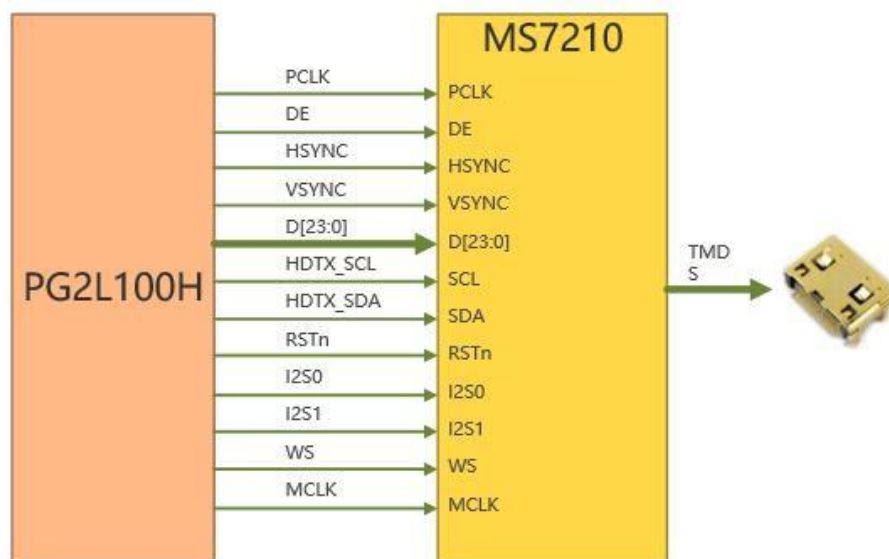 MS7210
PCLK
PCLK
DE
DE
HSYNC
HSYNC
VSYNC
VSYNC
D[23:0]
D[23:0]
TMD
S
PG2L100H
HDTX_SCL
SCL
HDTX_SDA
SDA
RSTn
RSTn
I2S0
I2S0
I2S1
I2S1
WS
WS
MCLK
MCLK